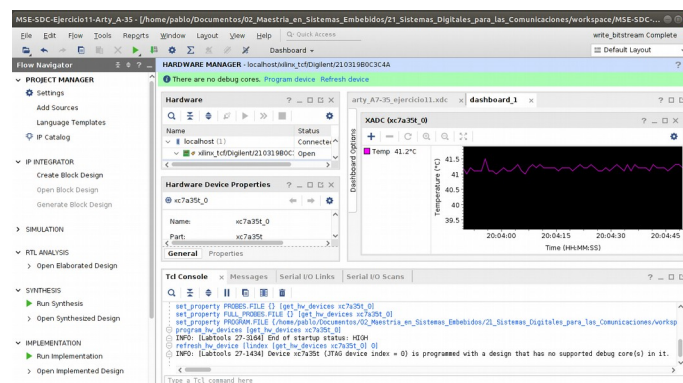 MSE-SDC-Ejercicio11-Arty_A-35 - [/home/pablo/Documentos/02_Maestria_en_Sistemas_Embebidos/21_Sistemas_Digitales_para_las_Comunicaciones/workspace/MSE-SDC-...
File Edit Flow Tools Reports Window Layout View Help Quick Access
write_bitstream Complete
Dashboard
Default Layout
Flow Navigator
HARDWARE MANAGER - localhost/xilinx_tcf/Digilent/210319B0C3C4A
There are no debug cores. Program device Refresh device
PROJECT MANAGER
Settings
Add Sources
Language Templates
IP Catalog
IP INTEGRATOR
Create Block Design
Open Block Design
Generate Block Design
SIMULATION
RTL ANALYSIS
Open Elaborated Design
SYNTHESIS
Run Synthesis
Open Synthesized Design
IMPLEMENTATION
Run Implementation
Open Implemented Design
Hardware
Name Status
localhost (1) Connected
xilinx_tcf/Digilent/210319B0C: Open
Hardware Device Properties
xc7a35t_0
Name: xc7a35t_0
Part: xc7a35t
General Properties
arty_A7-35_ejercicio11.xdc dashboard_1
Dashboard Options
XADC (xc7a35t_0)
Temp 41.2°C
Temperature (°C)
41.5
41
40.5
40
39.5
20:04:00 20:04:15 20:04:30 20:04:45
Time (HH:MM:SS)
Tcl Console Messages Serial I/O Links Serial I/O Scans
set_property PROBES.FILE {} [get_hw_devices xc7a35t_0]
set_property FULL_PROBES.FILE {} [get_hw_devices xc7a35t_0]
set_property PROGRAM.FILE {/home/pablo/Documentos/02_Maestria_en_Sistemas_Embebidos/21_Sistemas_Digitales_para_las_Comunicaciones/worksp
program_hw_devices [get_hw_devices xc7a35t_0]
INFO: [Labtools 27-3164] End of startup status: HIGH
refresh_hw_device [lindex [get_hw_devices xc7a35t_0] 0]
INFO: [Labtools 27-1434] Device xc7a35t (JTAG device index = 0) is programmed with a design that has no supported debug core(s) in it.
Type a Tcl command here